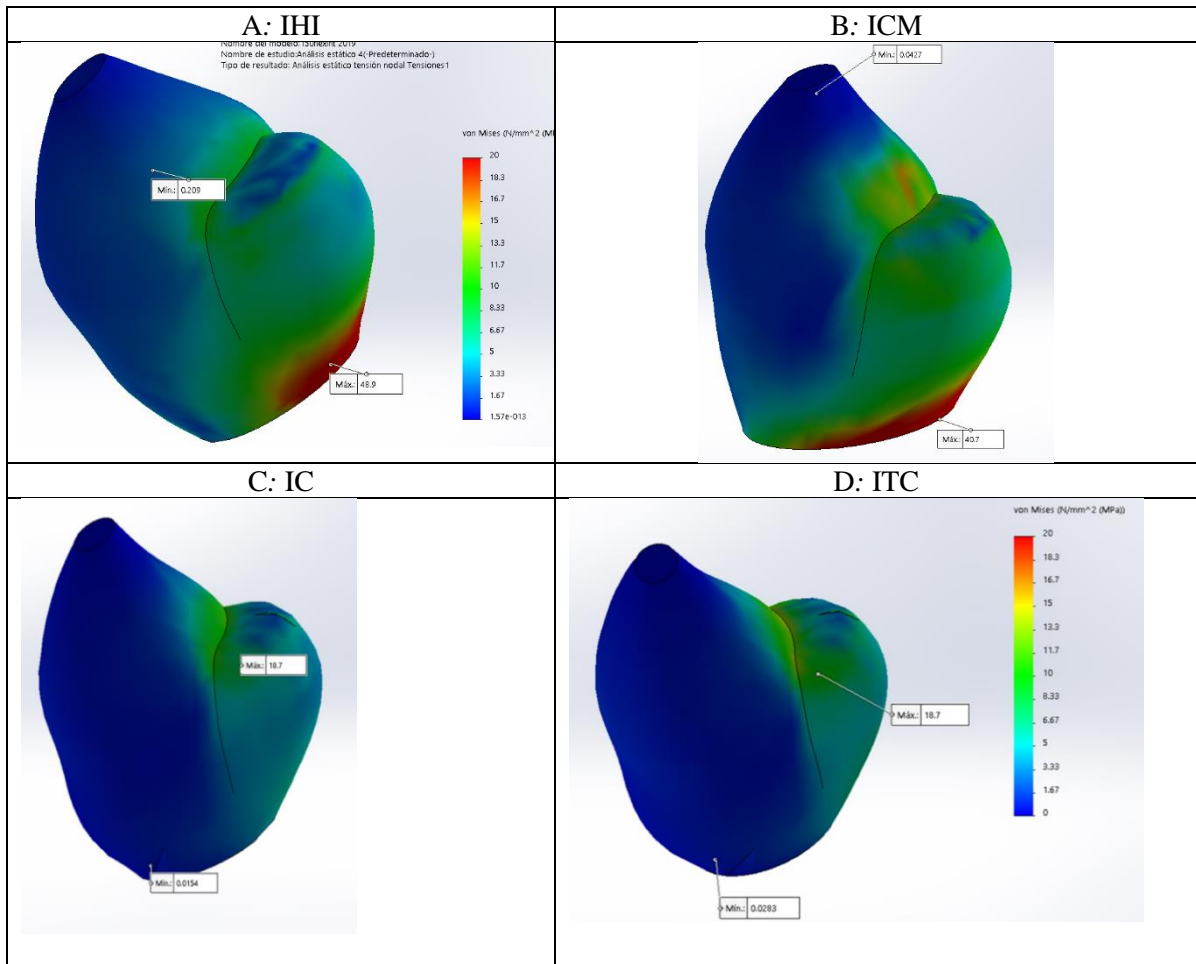 A: IHI
B: ICM
Nombre de estudio:Análisis estático 4(-Predeterminado-)
Tipo de resultado: Análisis estático tensión nodal Tensiones1
von Mises (N/mm^2 (M
20
18.3
16.7
15
13.3
11.7
10
8.33
6.67
5
3.33
1.67
1.57e-013
Mín.: 0.209
Máx.: 48.9
Mín.: 0.0427
Máx.: 40.7
C: IC
D: ITC
Máx.: 18.7
Mín.: 0.0154
von Mises (N/mm^2 (MPa))
20
18.3
16.7
15
13.3
11.7
10
8.33
6.67
5
3.33
1.67
0
Máx.: 18.7
Mín.: 0.0283